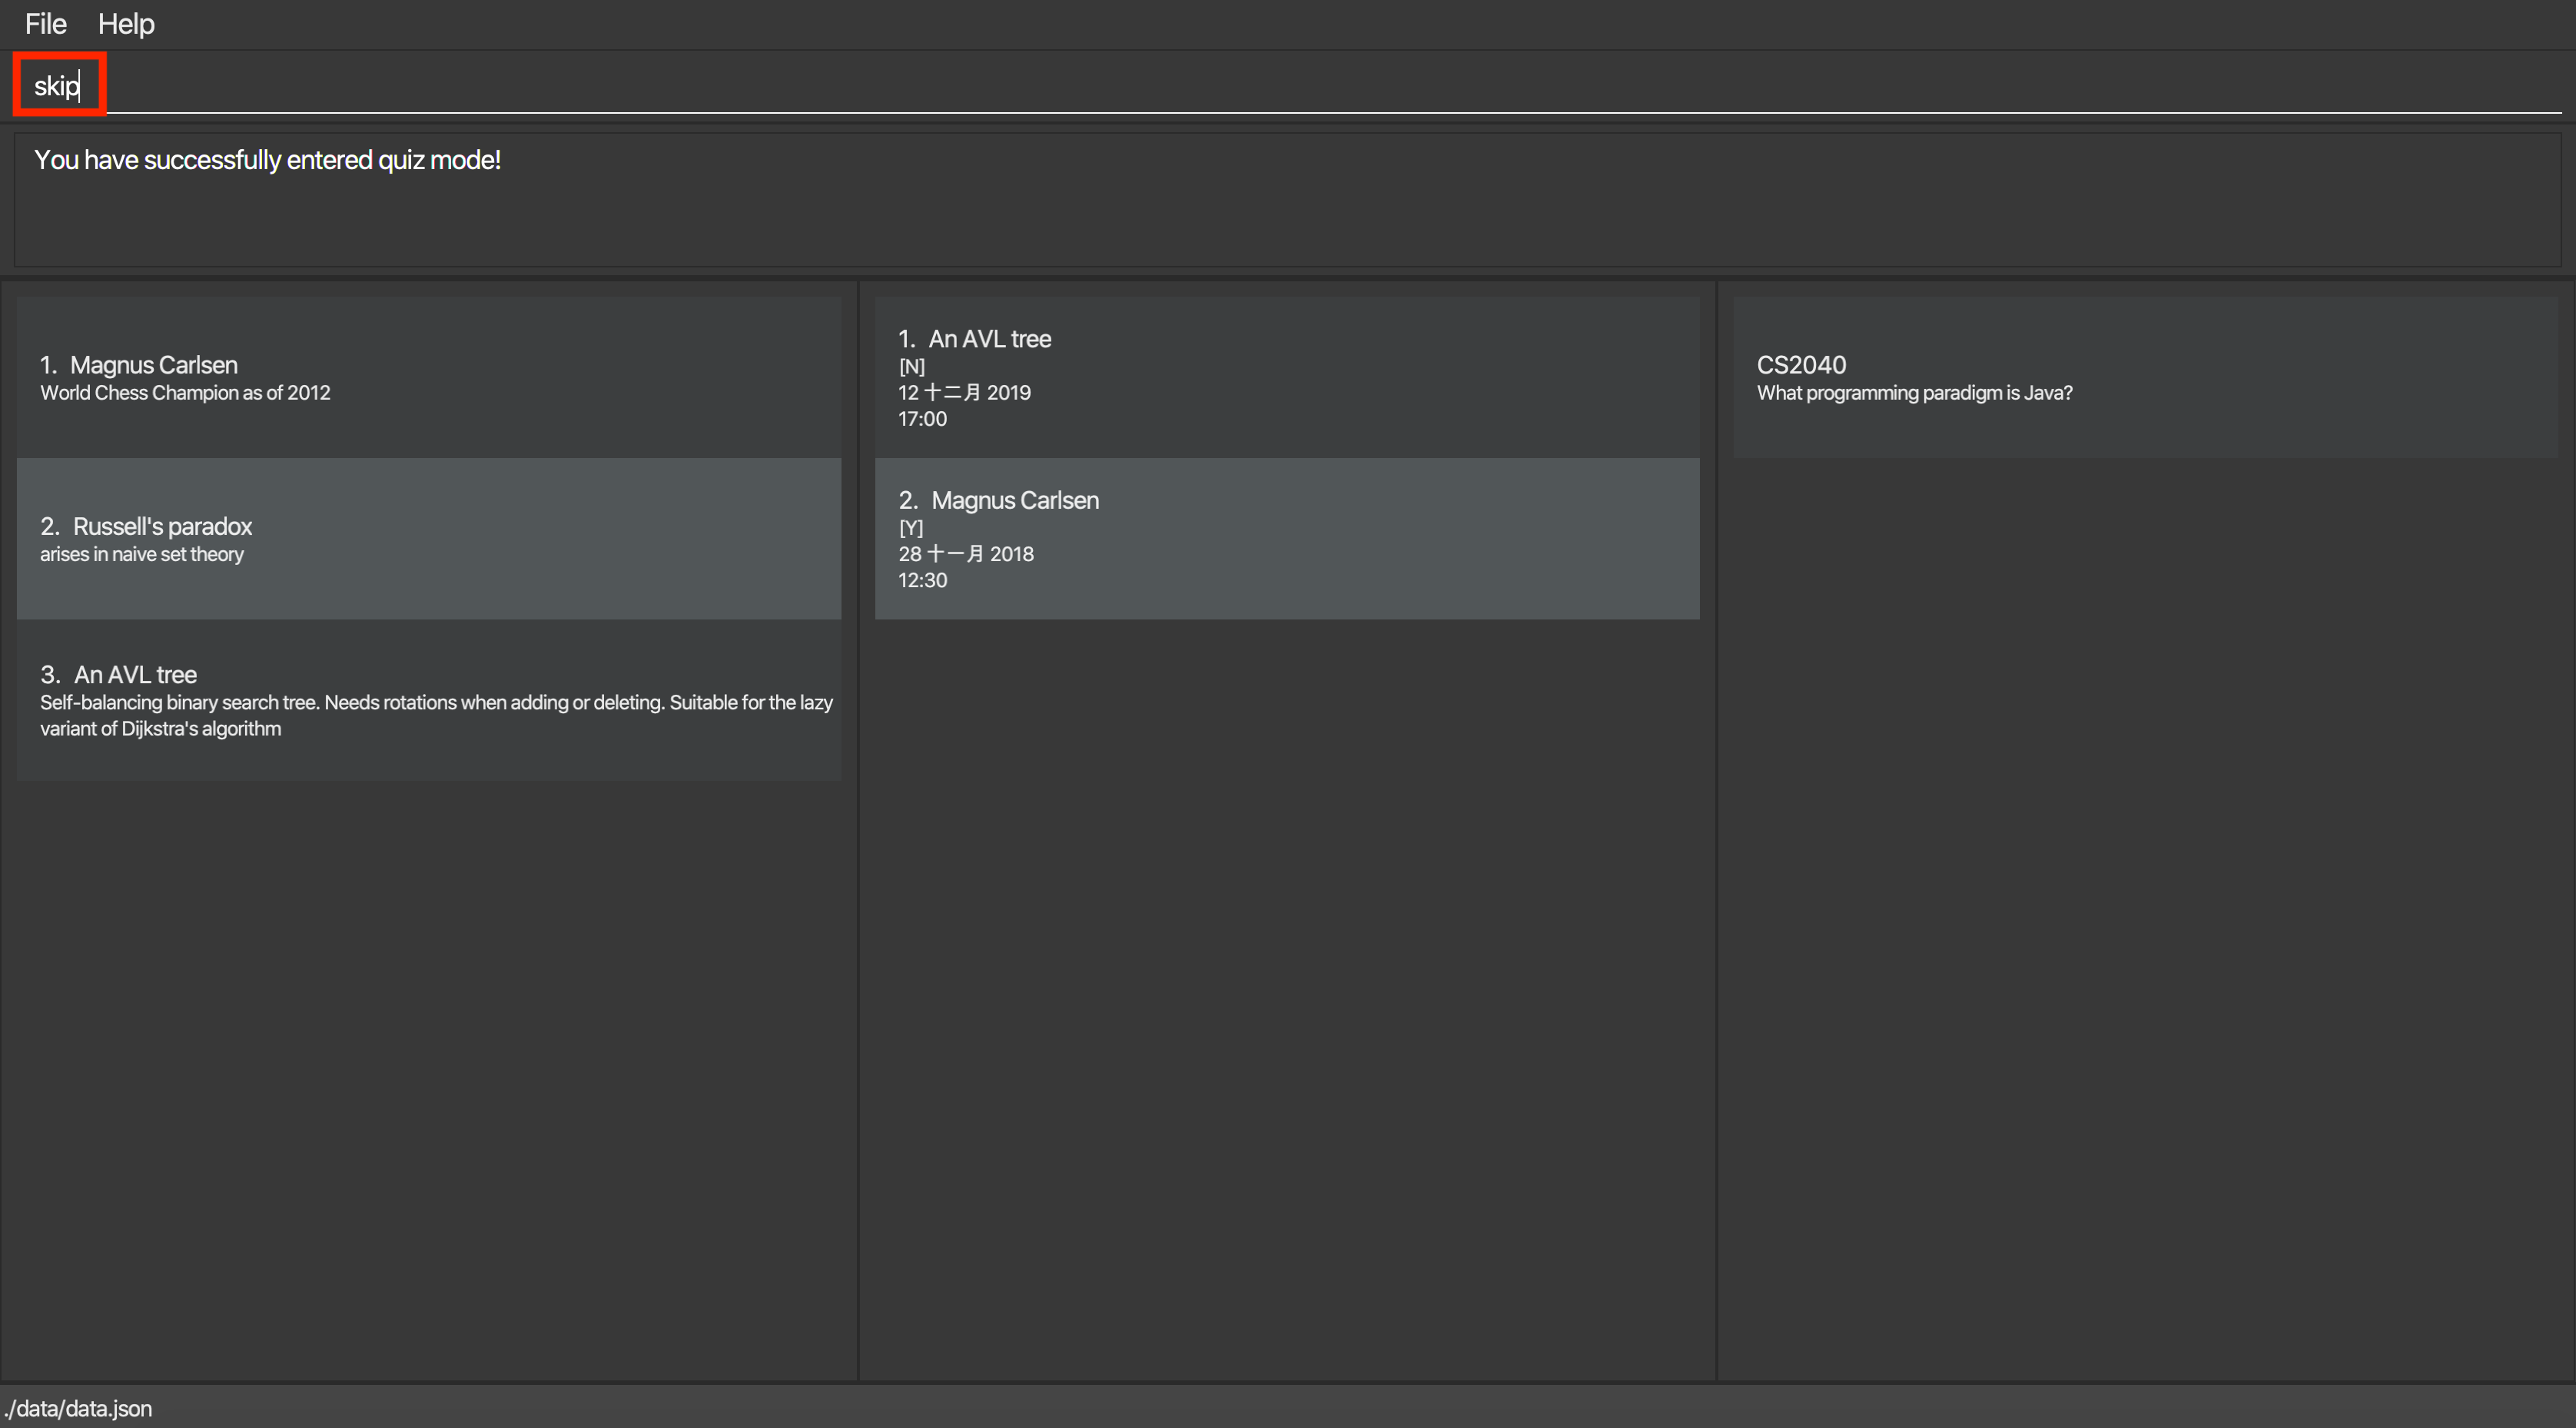 File Help
skip
You have successfully entered quiz mode!
1. Magnus Carlsen
World Chess Champion as of 2012
2. Russell's paradox
arises in naive set theory
3. An AVL tree
Self-balancing binary search tree. Needs rotations when adding or deleting. Suitable for the lazy
variant of Dijkstra's algorithm
1. An AVL tree
[N]
12 十二月 2019
17:00
2. Magnus Carlsen
[Y]
28 十一月 2018
12:30
CS2040
What programming paradigm is Java?
./data/data.json